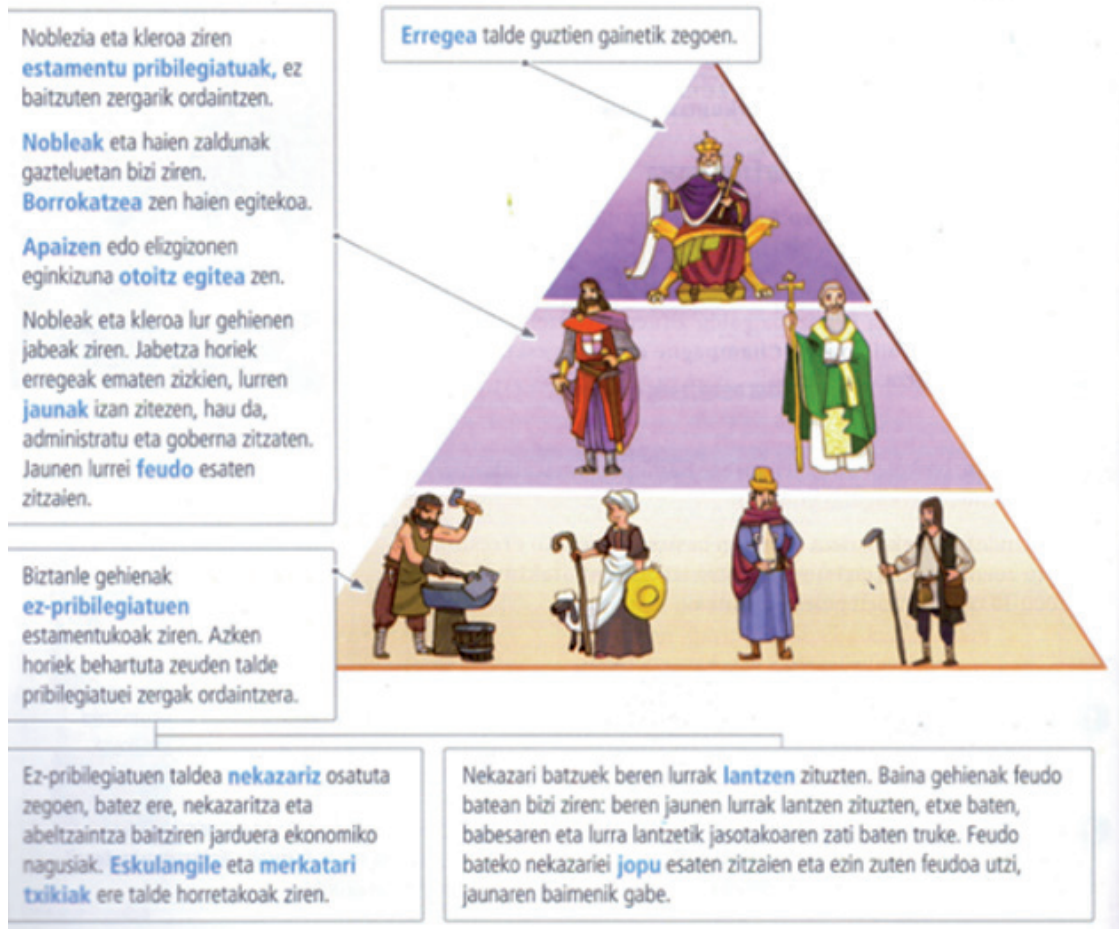 Erregea talde guztien gainetik zegoen.
Noblezia eta kleroa ziren
estamentu pribilegiatuak, ez
baitzuten zergarik ordaintzen.
Nobleak eta haien zaldunak
gazteluetan bizi ziren.
Borrokatzea zen haien egitekoa.
Apaizen edo elizgizonen
eginkizuna otoitz egitea zen.
Nobleak eta kleroa lur gehienen
jabeak ziren. Jabetza horiek
erregeak ematen zizkien, lurren
jaunak izan zitezen, hau da,
administratu eta goberna zitzaten.
Jaunen lurrei feudo esaten
zitzaien.
Biztanle gehienak
ez-pribilegiatuen
estamentukoak ziren. Azken
horiek behartuta zeuden talde
pribilegiatuei zergak ordaintzera.
Ez-pribilegiatuen taldea nekazariz osatuta
zegoen, batez ere, nekazaritza eta
abeltzaintza baitziren jarduera ekonomiko
nagusiak. Eskulangile eta merkatari
txikiak ere talde horretakoak ziren.
Nekazari batzuek beren lurrak lantzen zituzten. Baina gehienak feudo
batean bizi ziren: beren jaunen lurrak lantzen zituzten, etxe baten,
babesaren eta lurra lantzetik jasotakoaren zati baten truke. Feudo
bateko nekazariei jopu esaten zitzaien eta ezin zuten feudoa utzi,
jaunaren baimenik gabe.